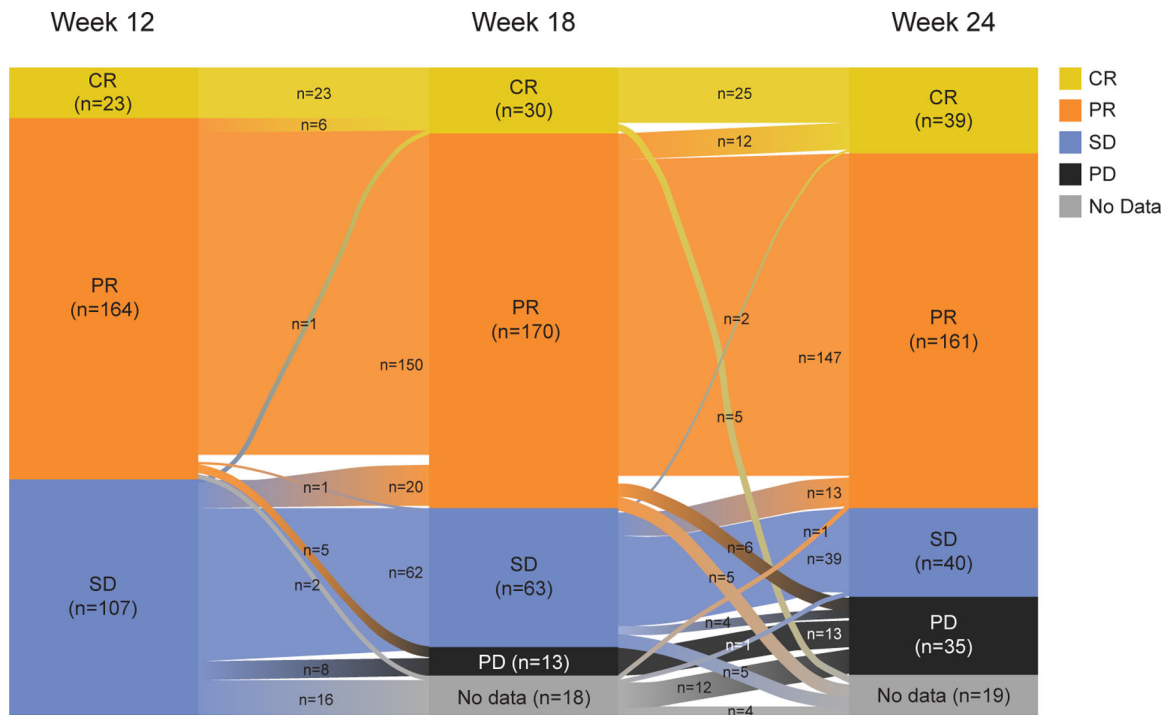 Week 12
Week 18
Week 24
CR
(n=23)
n=23
CR
(n=30)
n=25
CR
(n=39)
CR
PR
SD
PD
No Data
n=6
n=12
PR
(n=164)
n=1
n=150
PR
(n=170)
n=2
n=147
n=5
PR
(n=161)
n=1
n=20
n=13
n=5
n=2
n=62
SD
(n=107)
SD
(n=63)
n=6
n=1
n=39
n=5
SD
(n=40)
n=4
n=1
n=13
PD
(n=35)
n=8
PD (n=13)
n=5
n=16
No data (n=18)
n=12
n=4
No data (n=19)